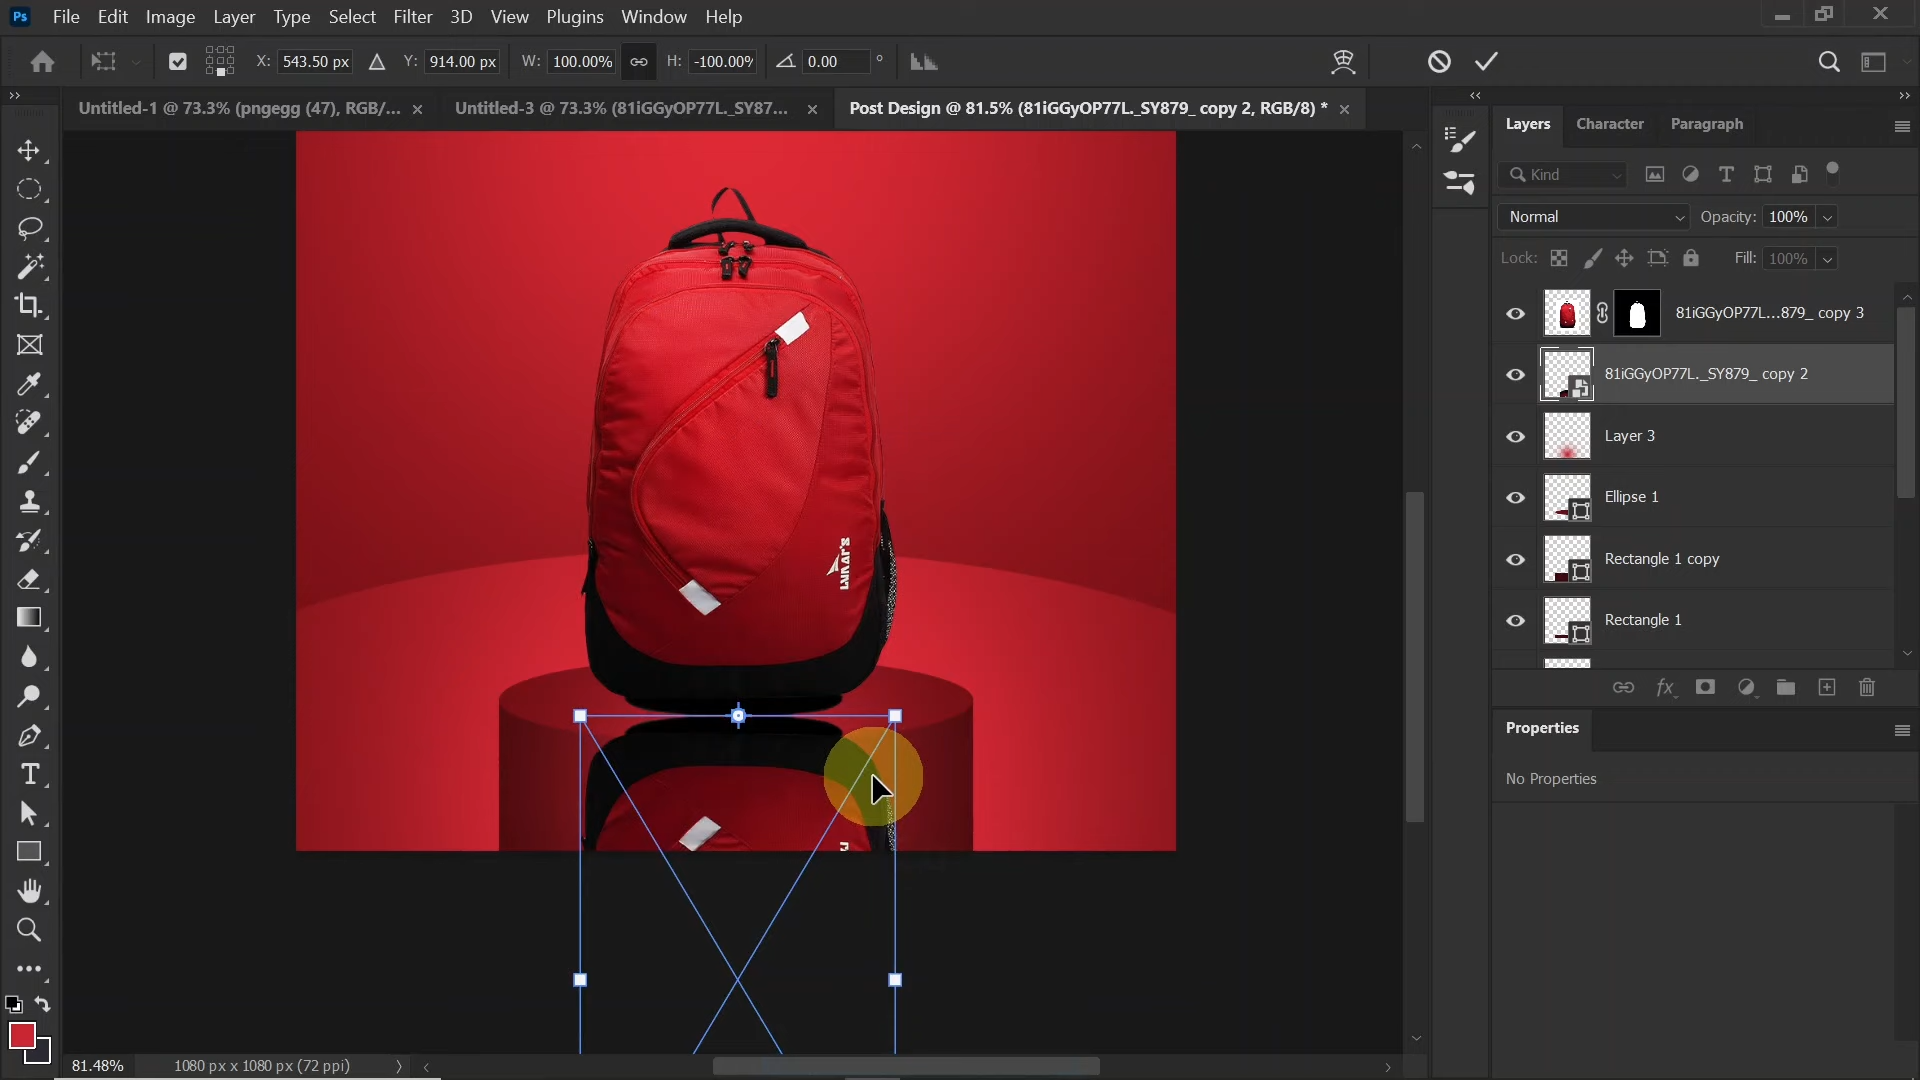 Ps File Edit Image Layer Type Select Filter 3D View Plugins Window Help
X: 543.50 px Y: 914.00 px W: 100.00% H: -100.00% 0.00 °
Untitled-1 @ 73.3% (pngegg (47), RGB/... × Untitled-3 @ 73.3% (81iGGyOP77L._SY87... × Post Design @ 81.5% (81iGGyOP77L._SY879_ copy 2, RGB/8) * ×
Layers Character Paragraph
Kind
Normal Opacity: 100%
Lock: Fill: 100%
81iGGyOP77L...879_ copy 3
81iGGyOP77L._SY879_ copy 2
Layer 3
Ellipse 1
Rectangle 1 copy
Rectangle 1
fx
Properties
No Properties
LUNAR'S
81.48% 1080 px x 1080 px (72 ppi)